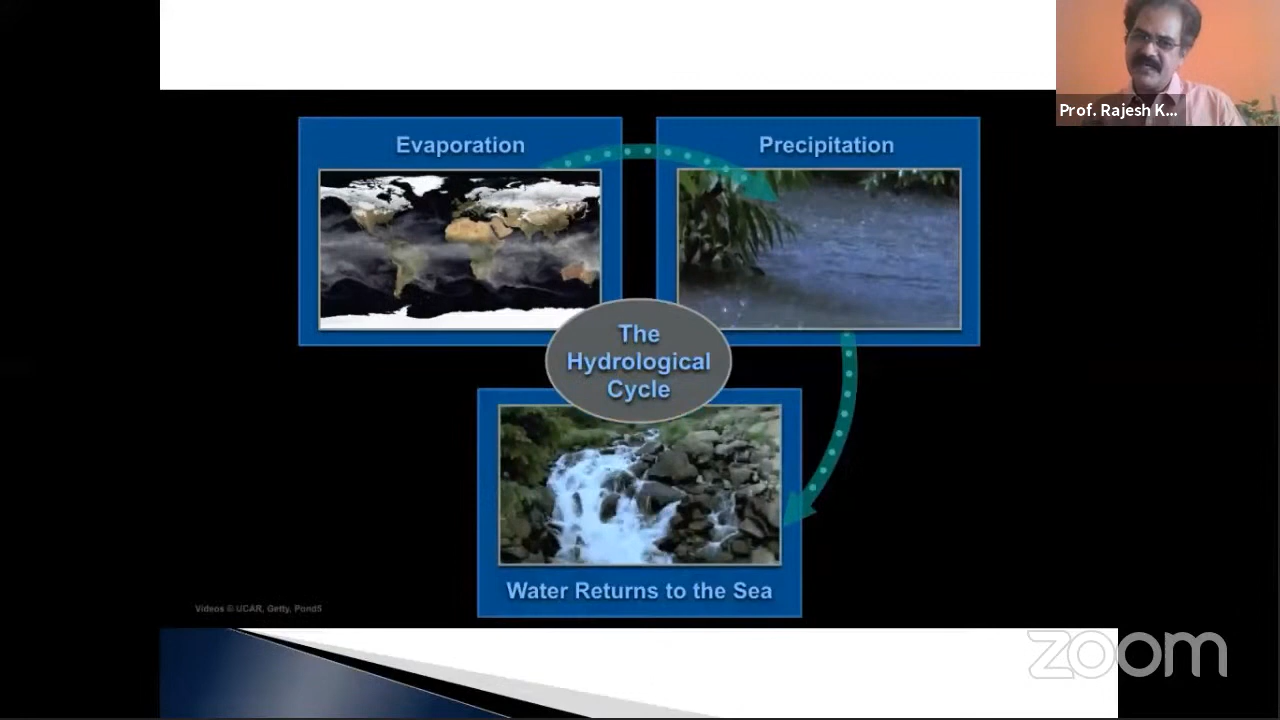 Prof. Rajesh K...
Evaporation
Precipitation
The
Hydrological
Cycle
Water Returns to the Sea
Videos © UCAR, Getty, Pond5
zoom